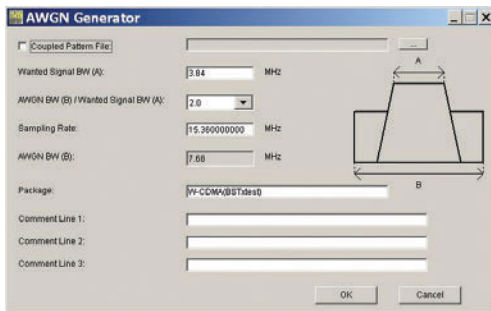 AWGN Generator
Coupled Pattern File:
...
Wanted Signal BW (A): 3.84 MHz
A
AWGN BW (B) / Wanted Signal BW (A): 2.0
Sampling Rate: 15.360000000 MHz
AWGN BW (B): 7.68 MHz
B
Package: W-CDMA(BSTxtest)
Comment Line 1:
Comment Line 2:
Comment Line 3:
OK Cancel